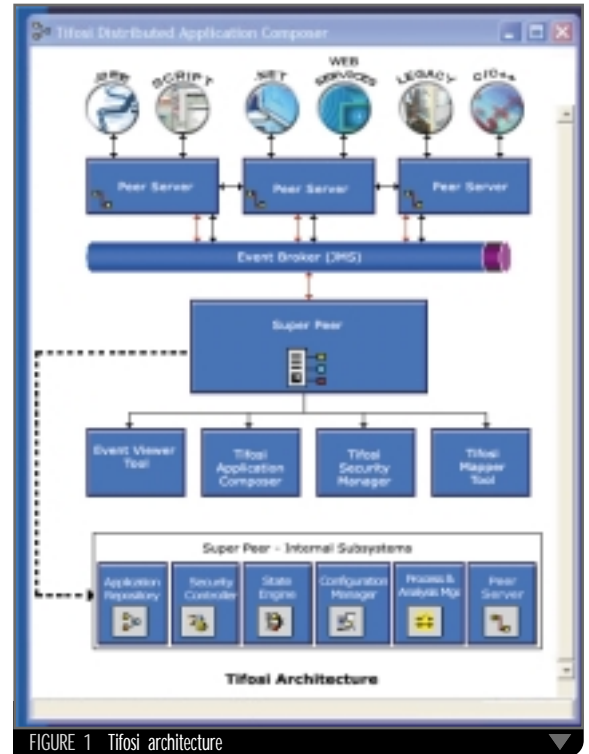 Tifosi Distributed Application Composer
J2EE
SCRIPT
.NET
WEB
SERVICES
LEGACY
C/C++
Peer Server
Peer Server
Peer Server
Event Broker (JMS)
Super Peer
Event Viewer
Tool
Tifosi
Application
Composer
Tifosi
Security
Manager
Tifosi
Mapper
Tool
Super Peer - Internal Subsystems
Application
Repository
Security
Controller
State
Engine
Configuration
Manager
Process &
Analysis Mgr
Peer
Server
Tifosi Architecture
FIGURE 1 Tifosi architecture